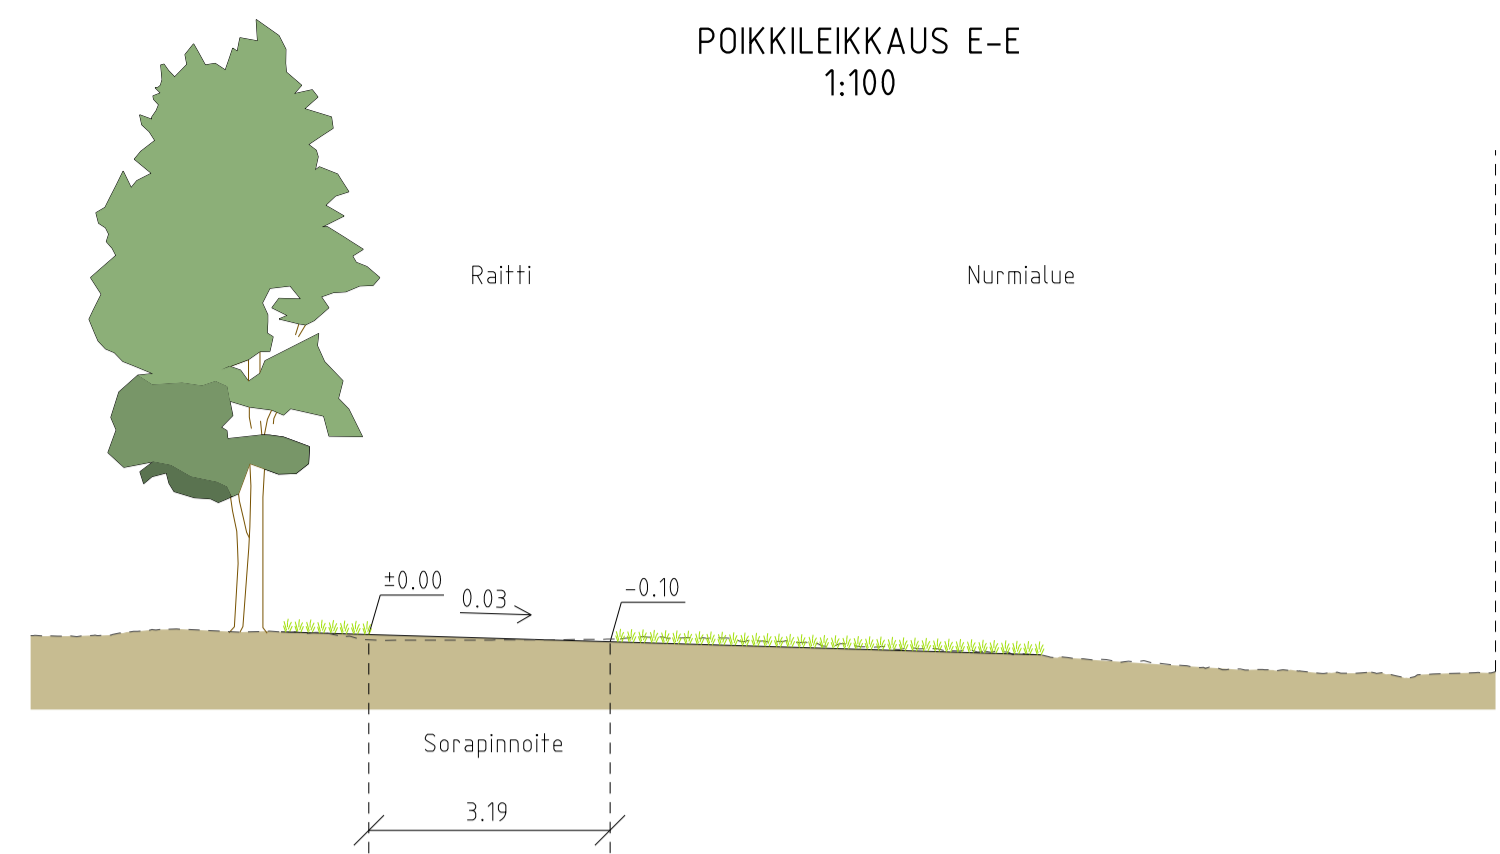 POIKKILEIKKAUS E-E
1:100
Raitti
Nurmialue
±0.00
0.03
-0.10
Sorapinnoite
3.19